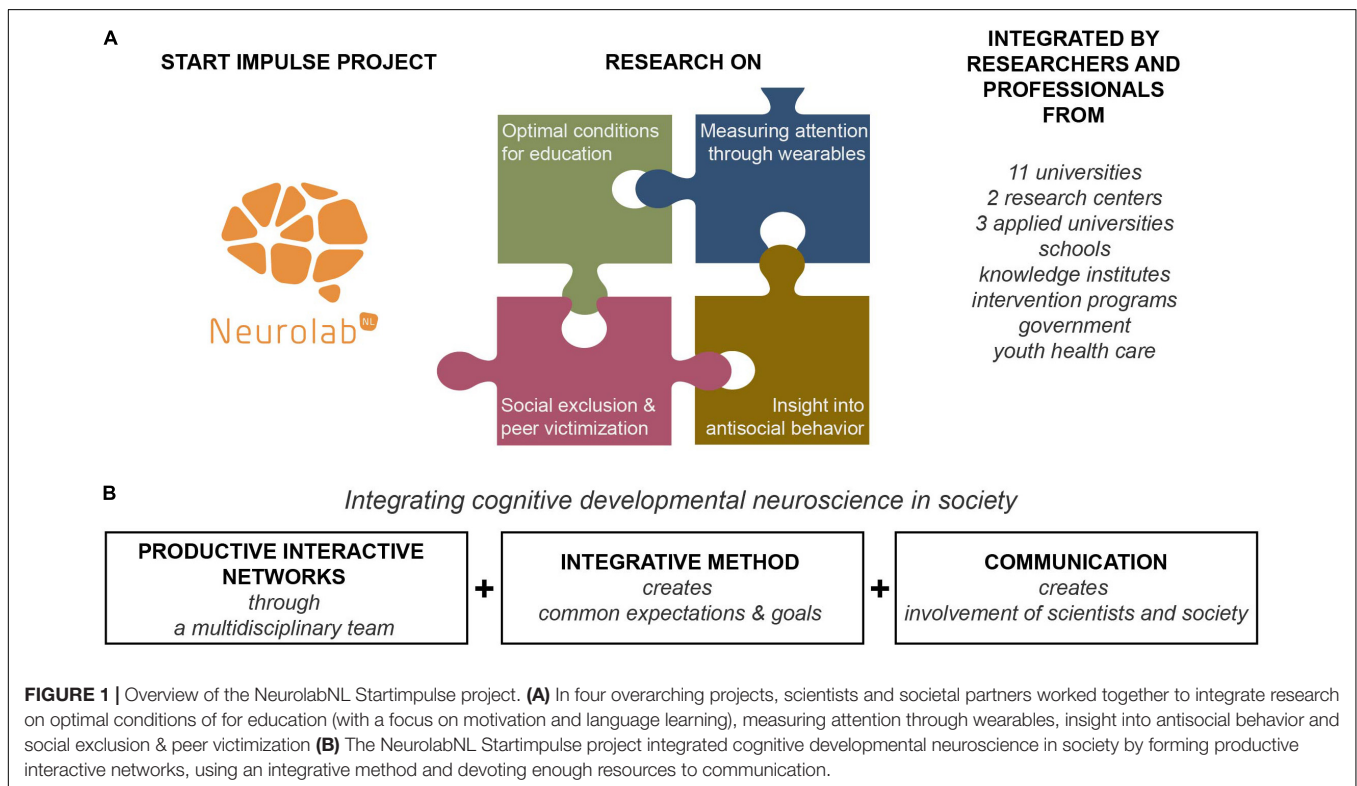 A
START IMPULSE PROJECT
Neurolab NL
RESEARCH ON
Optimal conditions
for education
Measuring attention
through wearables
Social exclusion &
peer victimization
Insight into
antisocial behavior
INTEGRATED BY
RESEARCHERS AND
PROFESSIONALS
FROM
11 universities
2 research centers
3 applied universities
schools
knowledge institutes
intervention programs
government
youth health care
B
Integrating cognitive developmental neuroscience in society
PRODUCTIVE INTERACTIVE
NETWORKS
through
a multidisciplinary team
+
INTEGRATIVE METHOD
creates
common expectations & goals
+
COMMUNICATION
creates
involvement of scientists and society
FIGURE 1 | Overview of the NeurolabNL Startimpulse project. (A) In four overarching projects, scientists and societal partners worked together to integrate research
on optimal conditions of for education (with a focus on motivation and language learning), measuring attention through wearables, insight into antisocial behavior and
social exclusion & peer victimization (B) The NeurolabNL Startimpulse project integrated cognitive developmental neuroscience in society by forming productive
interactive networks, using an integrative method and devoting enough resources to communication.